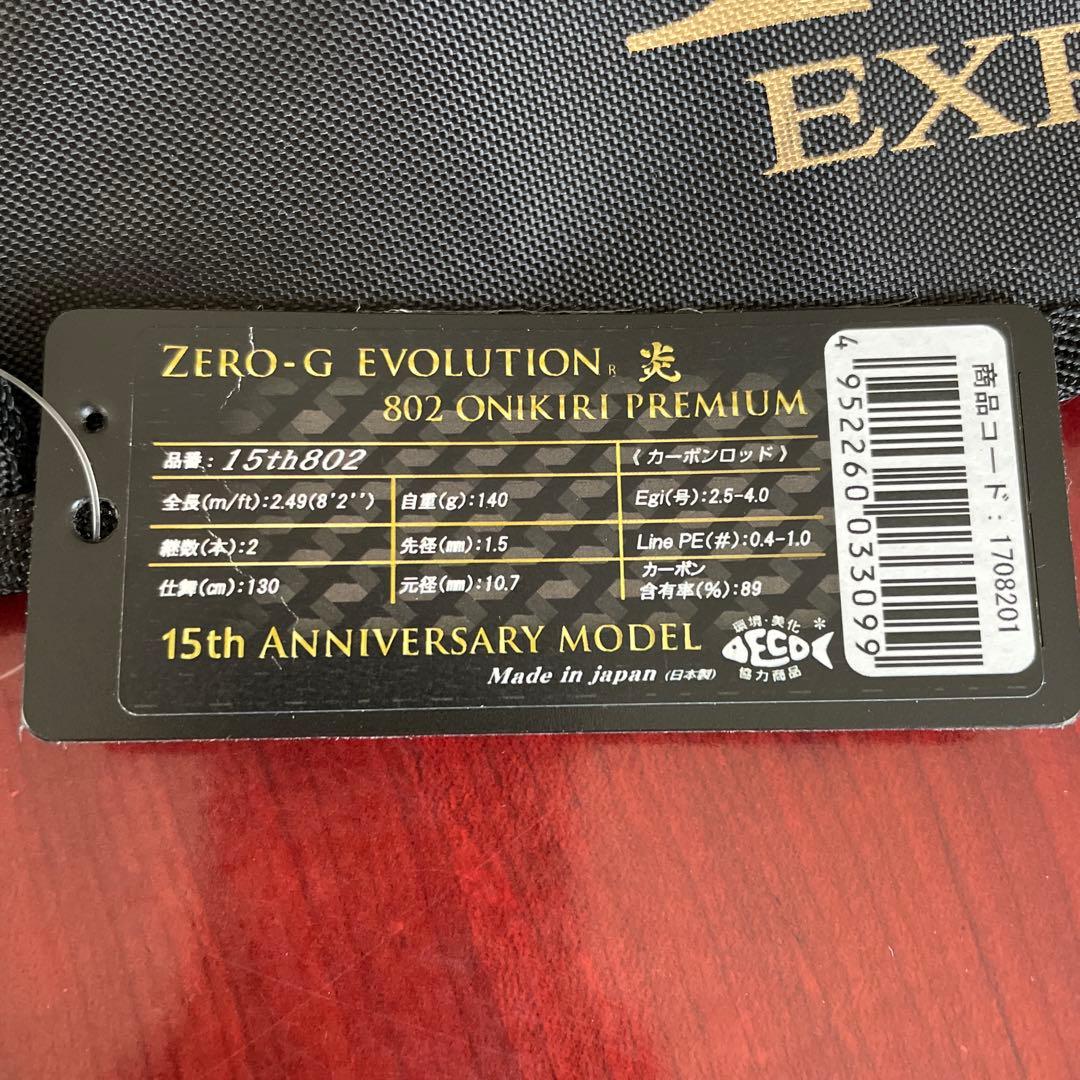 EX
ZERO-G EVOLUTION® 炎
802 ONIKIRI PREMIUM
品番：15th802
《カーボンロッド》
全長(m/ft):2.49(8'2'')
自重(g):140
Egi(号):2.5-4.0
継数(本):2
先径(㎜):1.5
Line PE(#):0.4-1.0
仕舞(㎝):130
元径(㎜):10.7
カーボン
含有率(%):89
15th ANNIVERSARY MODEL
Made in japan (日本製)
環境・美化*
DECO
協力商品
4 952260 033099
商品コード：1708201